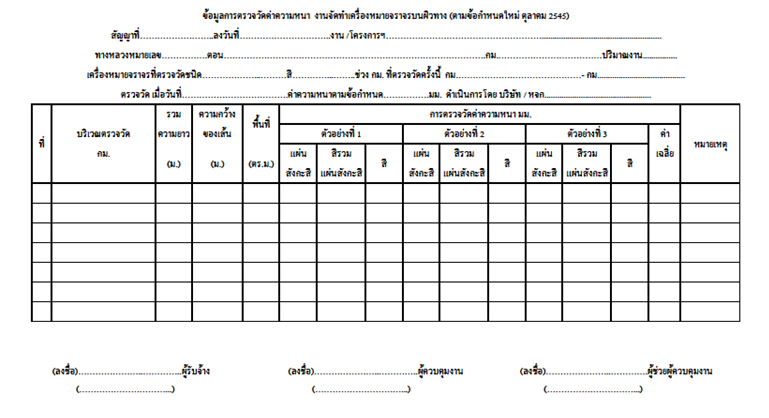 ข้อมูลการตรวจวัดค่าความหนา งานจัดทำเครื่องหมายจราจรบนผิวทาง (ตามข้อกำหนดใหม่ ตุลาคม 2545)
สัญญาที่........................ลงวันที่..............................งาน /โครงการฯ..........................................................................................
ทางหลวงหมายเลข...............ตอน.......................................................................................กม...................................ปริมาณงาน...............
เครื่องหมายจราจรที่ตรวจวัดชนิด............................สี.....................ช่วง กม. ที่ตรวจวัดครั้งนี้ กม..........................................- กม..............................
ตรวจวัด เมื่อวันที่....................................ค่าความหนาตามข้อกำหนด................มม. ดำเนินการโดย บริษัท / หจก.....................................
ที่ บริเวณตรวจวัด กม. รวมความยาว (ม.) ความกว้างของเส้น (ม.) พื้นที่ (ตร.ม.) การตรวจวัดค่าความหนา มม. หมายเหตุ
ตัวอย่างที่ 1 ตัวอย่างที่ 2 ตัวอย่างที่ 3 ค่าเฉลี่ย
แผ่นสังกะสี สีรวมแผ่นสังกะสี สี แผ่นสังกะสี สีรวมแผ่นสังกะสี สี แผ่นสังกะสี สีรวมแผ่นสังกะสี สี
(ลงชื่อ)................................ผู้รับจ้าง (ลงชื่อ)................................ผู้ควบคุมงาน (ลงชื่อ)................................ผู้ช่วยผู้ควบคุมงาน
(..............................) (..............................) (..............................)